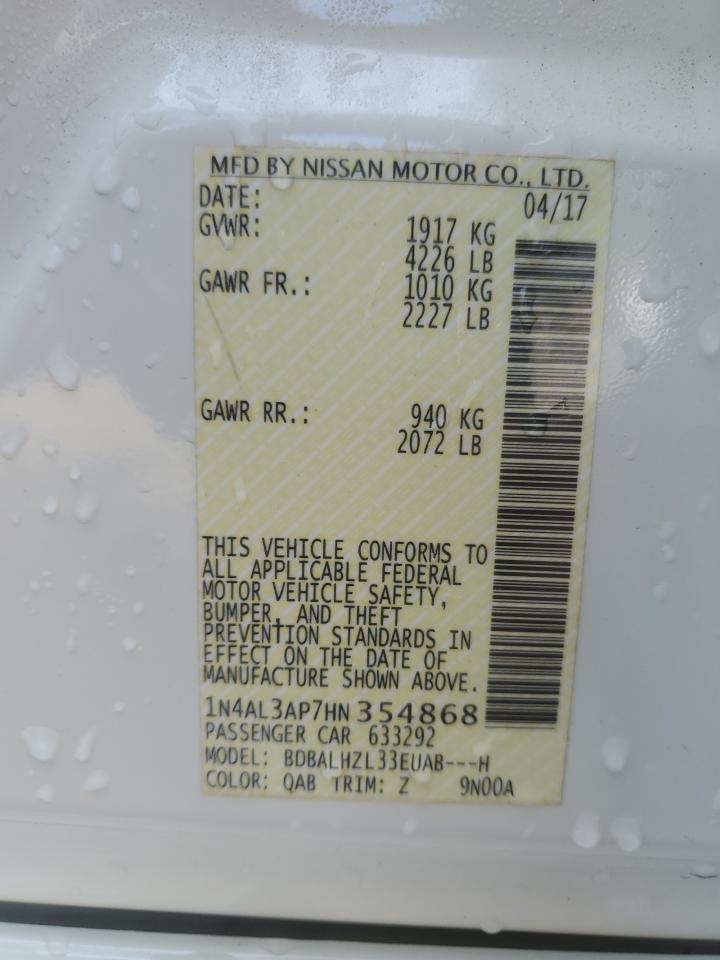 MFD BY NISSAN MOTOR CO., LTD.
DATE: 04/17
GVWR: 1917 KG
4226 LB
GAWR FR.: 1010 KG
2227 LB
GAWR RR.: 940 KG
2072 LB
THIS VEHICLE CONFORMS TO
ALL APPLICABLE FEDERAL
MOTOR VEHICLE SAFETY,
BUMPER, AND THEFT
PREVENTION STANDARDS IN
EFFECT ON THE DATE OF
MANUFACTURE SHOWN ABOVE.
1N4AL3AP7HN 354868
PASSENGER CAR 633292
MODEL: BDBALHZL33EUAB---H
COLOR: QAB TRIM: Z 9N00A